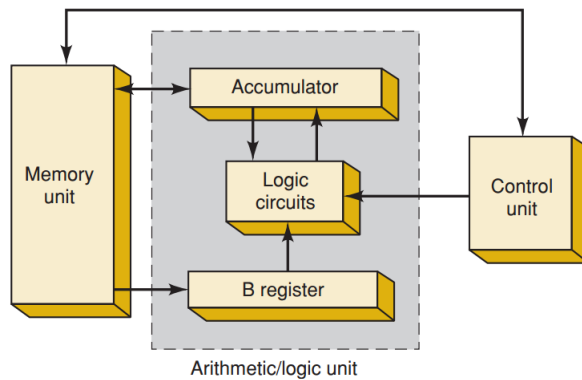 Accumulator
Memory
unit
Logic
circuits
Control
unit
B register
Arithmetic/logic unit